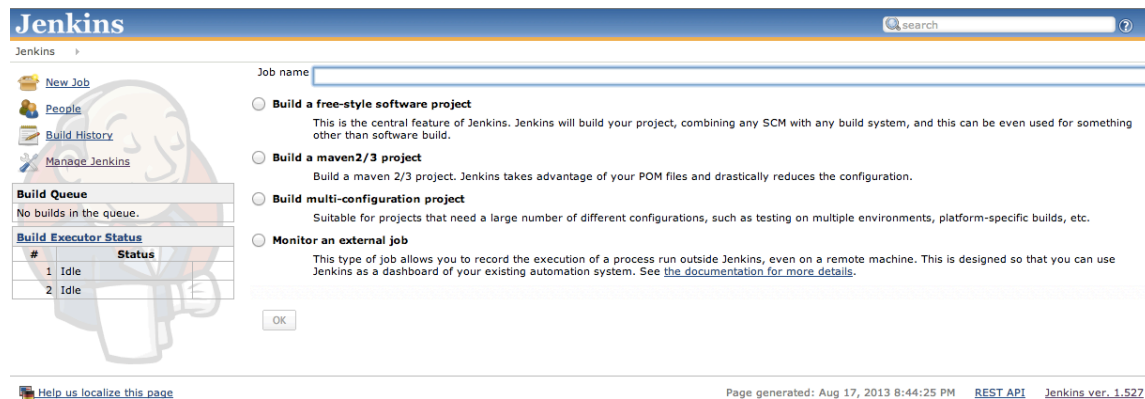 Jenkins
search
Jenkins
New Job
People
Build History
Manage Jenkins
Build Queue
No builds in the queue.
Build Executor Status
# Status
1 Idle
2 Idle
Job name
Build a free-style software project
This is the central feature of Jenkins. Jenkins will build your project, combining any SCM with any build system, and this can be even used for something
other than software build.
Build a maven2/3 project
Build a maven 2/3 project. Jenkins takes advantage of your POM files and drastically reduces the configuration.
Build multi-configuration project
Suitable for projects that need a large number of different configurations, such as testing on multiple environments, platform-specific builds, etc.
Monitor an external job
This type of job allows you to record the execution of a process run outside Jenkins, even on a remote machine. This is designed so that you can use
Jenkins as a dashboard of your existing automation system. See the documentation for more details.
OK
Help us localize this page
Page generated: Aug 17, 2013 8:44:25 PM REST API Jenkins ver. 1.527